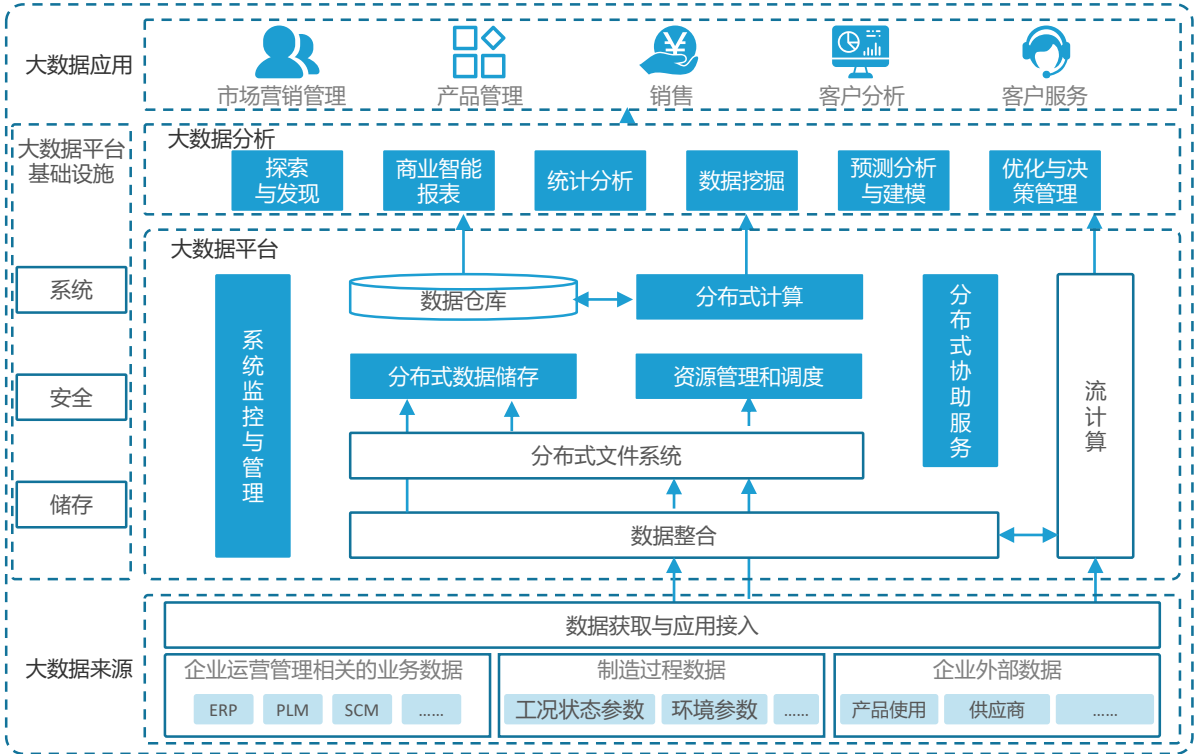 大数据应用
市场营销管理
产品管理
销售
客户分析
客户服务
大数据平台
基础设施
系统
安全
储存
大数据分析
探索
与发现
商业智能
报表
统计分析
数据挖掘
预测分析
与建模
优化与决
策管理
大数据平台
系统监控与管理
数据仓库
分布式计算
分布式数据储存
资源管理和调度
分布式文件系统
数据整合
分布式协助服务
流计算
大数据来源
数据获取与应用接入
企业运营管理相关的业务数据
ERP
PLM
SCM
......
制造过程数据
工况状态参数
环境参数
......
企业外部数据
产品使用
供应商
......